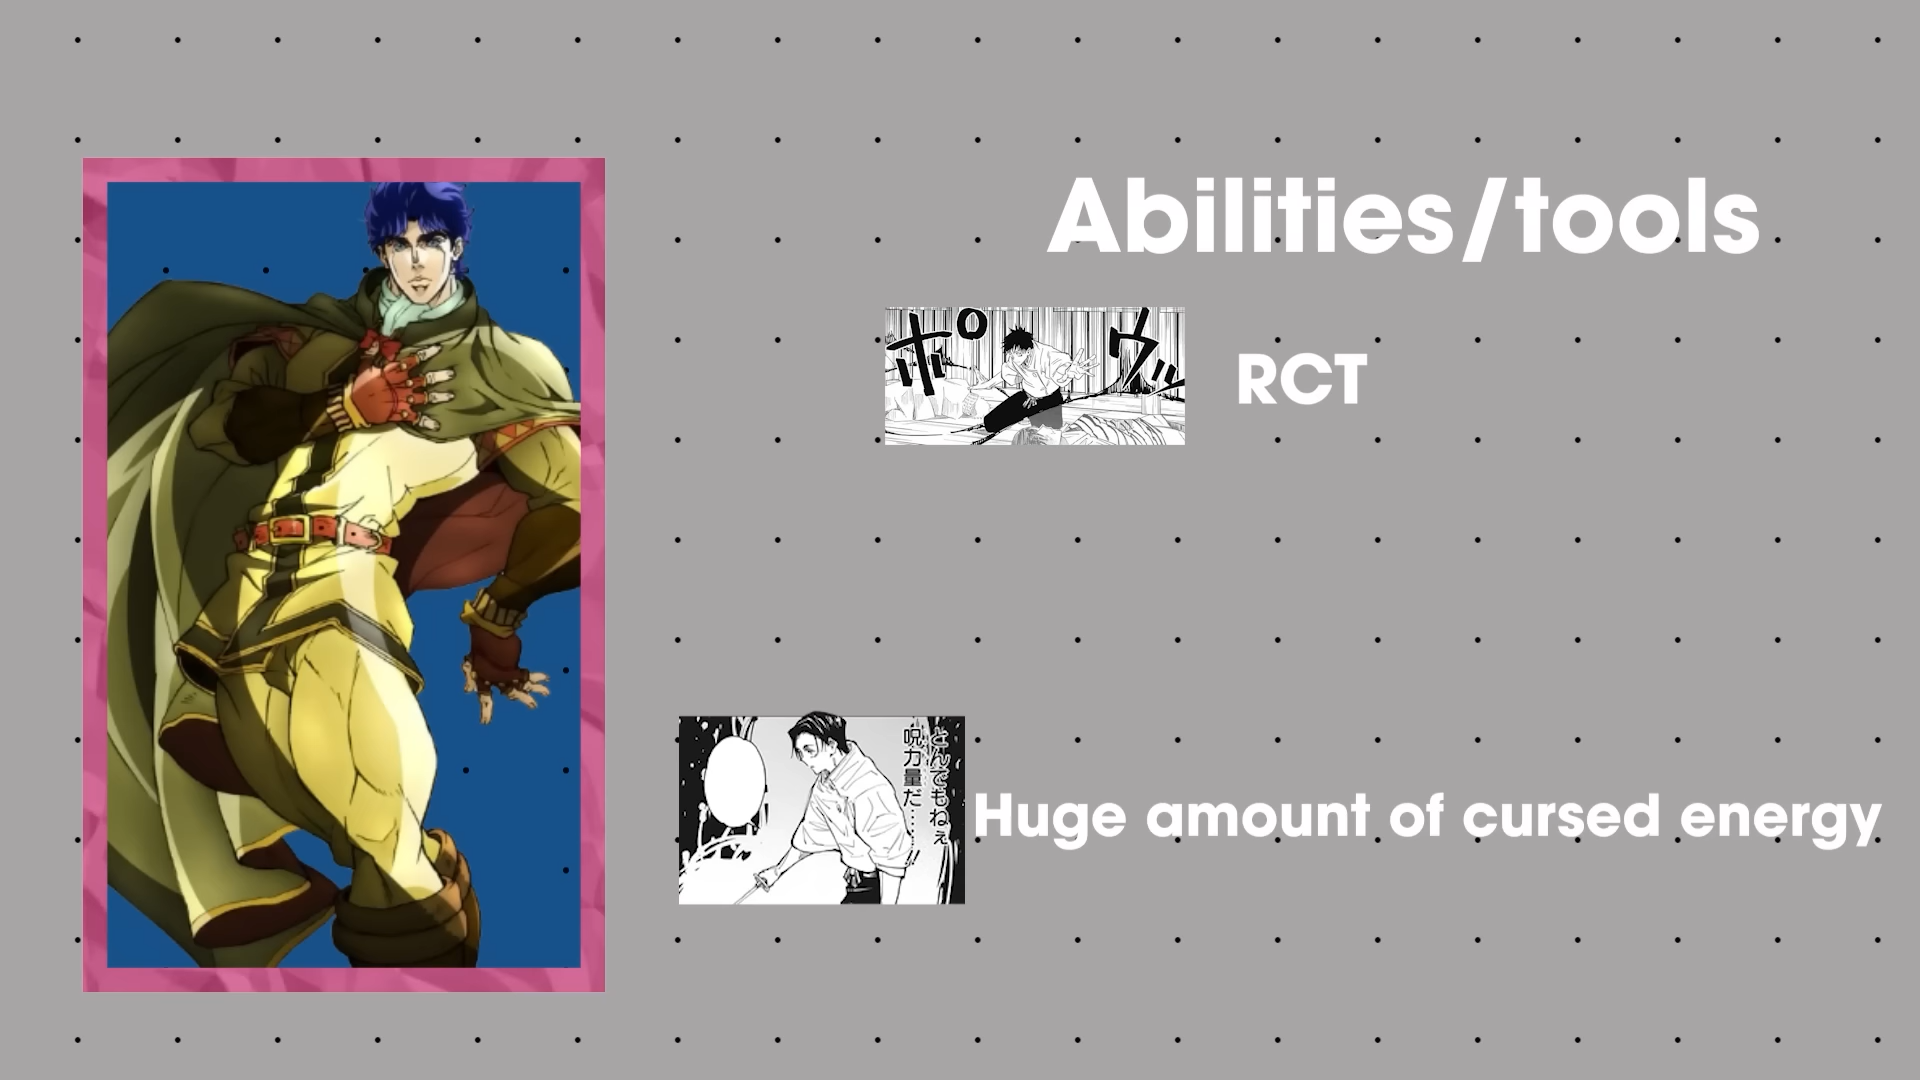 Abilities/tools
ポウッ
RCT
とんでもねぇ
呪力量だ……!!
Huge amount of cursed energy